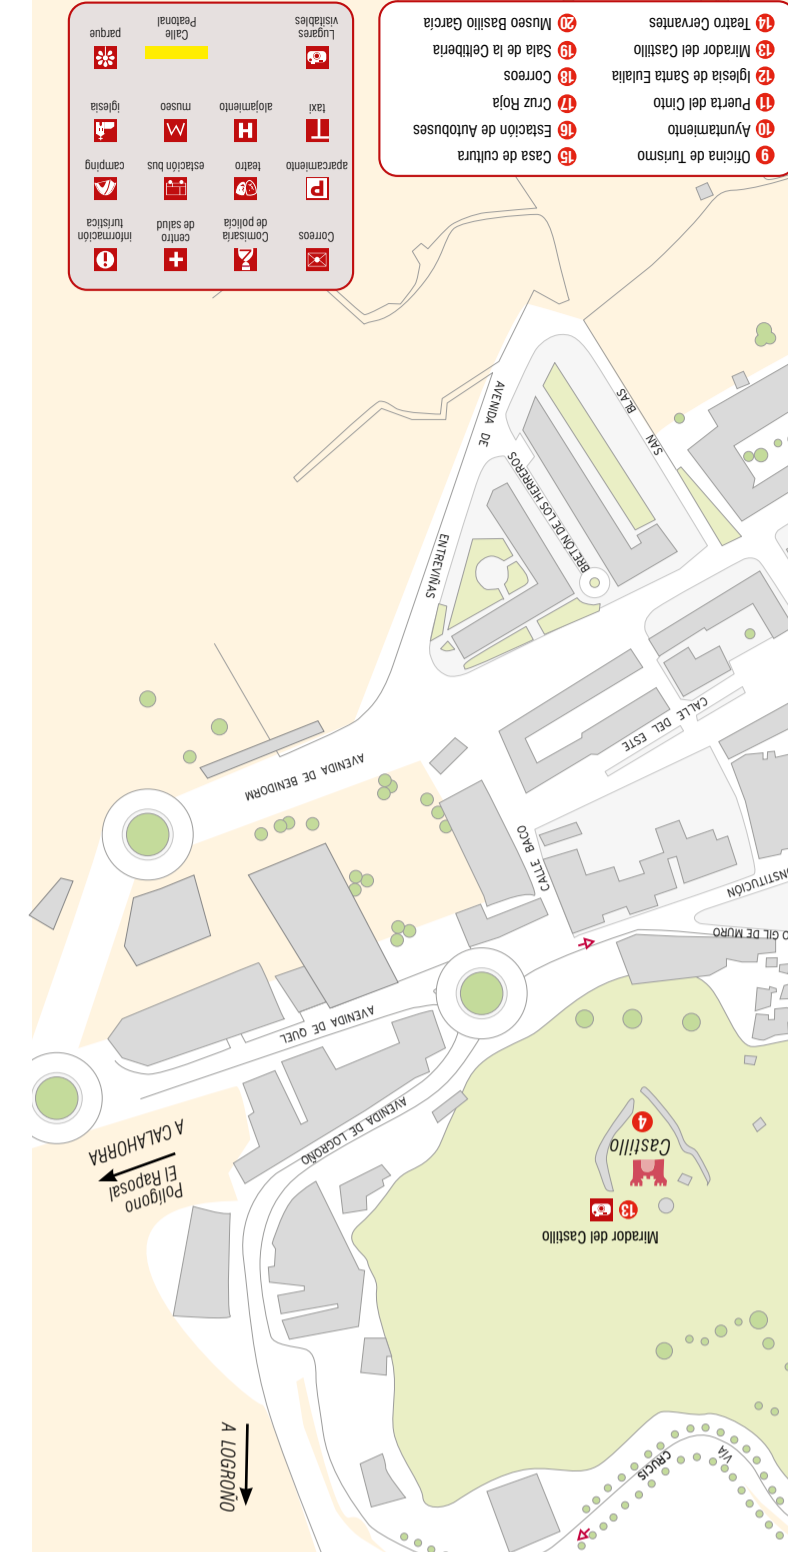 VÍA CRUCIS
A LOGROÑO
Mirador del Castillo
13
Castillo
4
Polígono
El Raposal
A CALAHORRA
AVENIDA DE LOGROÑO
AVENIDA DE QUEL
O GIL DE MURO
NSTITUCIÓN
CALLE BACO
AVENIDA DE BENIDORM
CALLE DEL ESTE
AVENIDA DE ENTREVIÑAS
BRETÓN DE LOS HERREROS
SAN BLAS
9 Oficina de Turismo
10 Ayuntamiento
11 Puerta del Cinto
12 Iglesia de Santa Eulalia
13 Mirador del Castillo
14 Teatro Cervantes
15 Casa de cultura
16 Estación de Autobuses
17 Cruz Roja
18 Correos
19 Sala de la Celtiberia
20 Museo Basilio García
Correos
Comisaria
de policía
centro
de salud
información
turística
P
aparcamiento
teatro
estación bus
camping
T
taxi
H
alojamiento
M
museo
iglesia
Lugares
visitables
Calle
Peatonal
parque